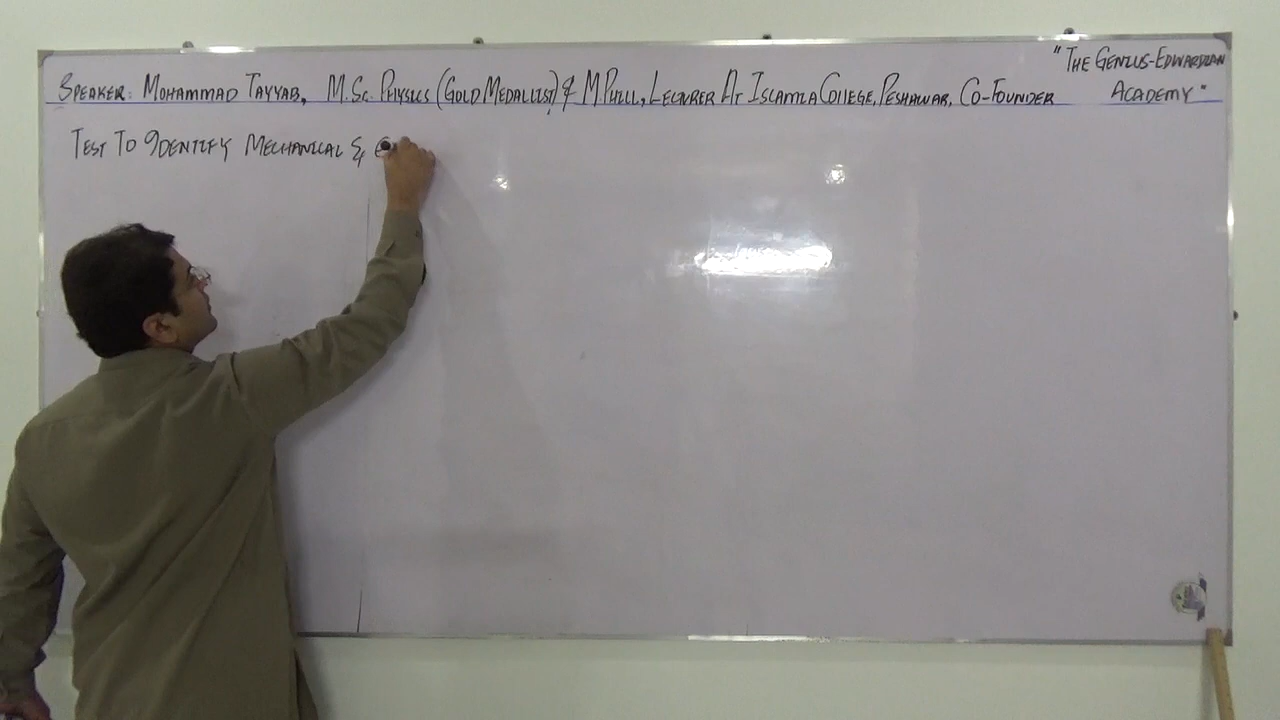 "THE GENIUS-EDWARDIAN
SPEAKER: MOHAMMAD TAYYAB, M.SC. PHYSICS (GOLD MEDALLIST) & M PHILL, LECTURER AT ISLAMIA COLLEGE, PESHAWAR, CO-FOUNDER ACADEMY"
TEST TO IDENTIFY MECHANICAL &